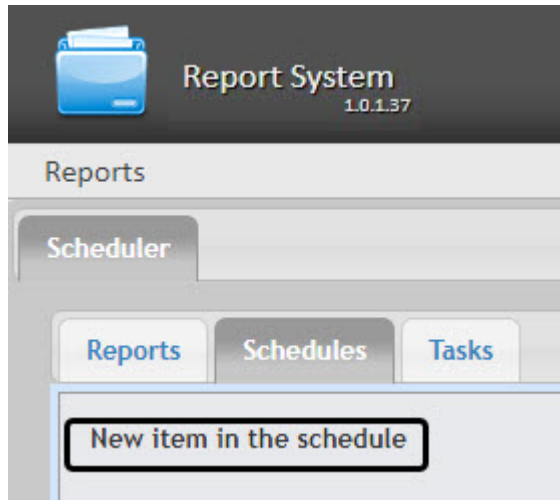 Report System
1.0.1.37
Reports
Scheduler
Reports Schedules Tasks
New item in the schedule